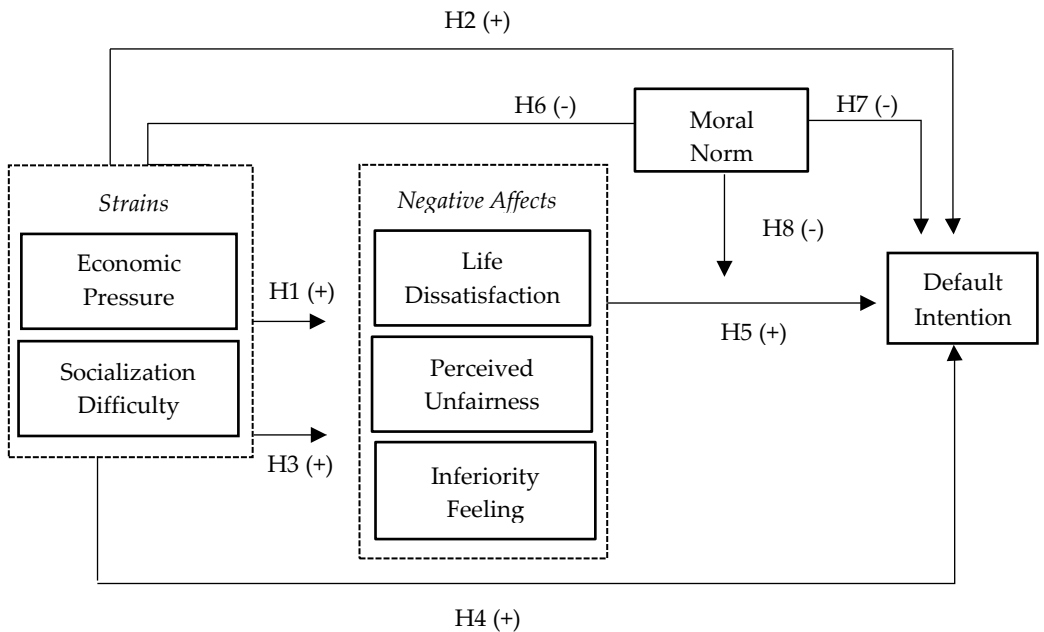 H2 (+)
H6 (-)
Moral
Norm
H7 (-)
Strains
Economic
Pressure
Socialization
Difficulty
H1 (+)
H3 (+)
Negative Affects
Life
Dissatisfaction
Perceived
Unfairness
Inferiority
Feeling
H8 (-)
H5 (+)
Default
Intention
H4 (+)